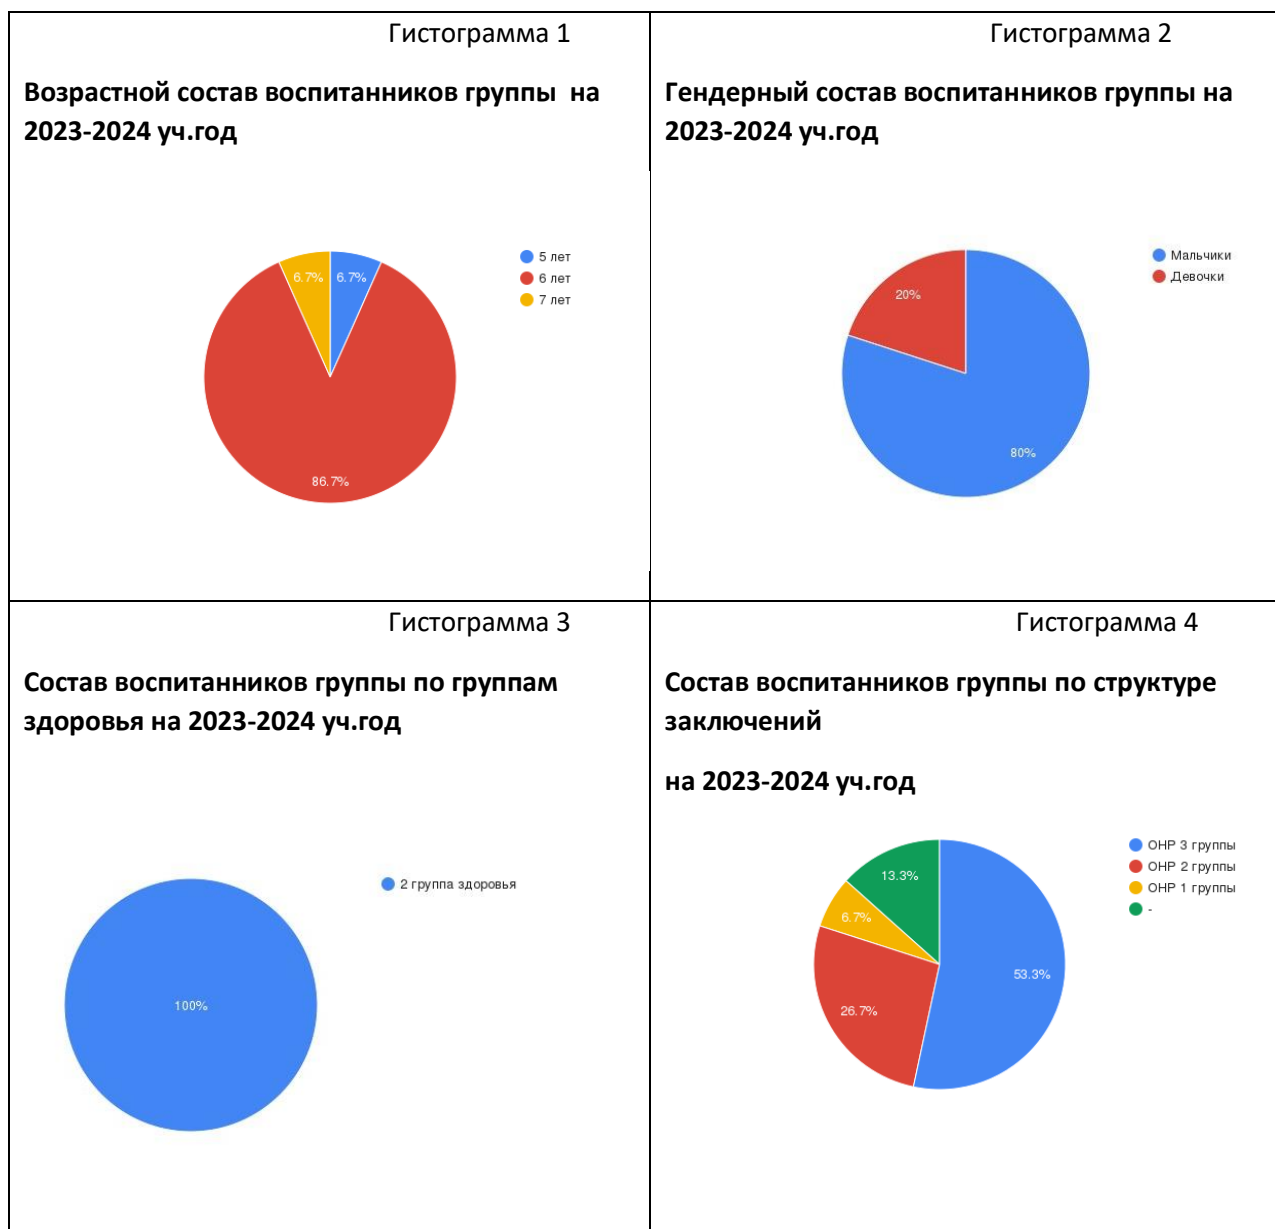 Гистограмма 1
Возрастной состав воспитанников группы на
2023-2024 уч.год
6.7%
6.7%
86.7%
5 лет
6 лет
7 лет
Гистограмма 2
Гендерный состав воспитанников группы на
2023-2024 уч.год
20%
80%
Мальчики
Девочки
Гистограмма 3
Состав воспитанников группы по группам
здоровья на 2023-2024 уч.год
100%
2 группа здоровья
Гистограмма 4
Состав воспитанников группы по структуре
заключений
на 2023-2024 уч.год
13.3%
6.7%
26.7%
53.3%
ОНР 3 группы
ОНР 2 группы
ОНР 1 группы
-